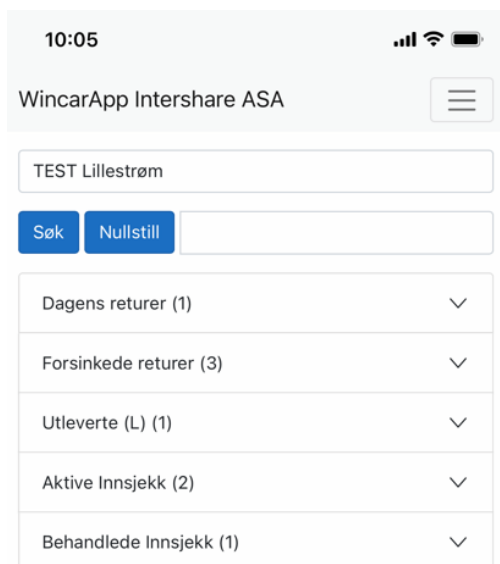 10:05
WincarApp Intershare ASA
TEST Lillestrøm
Søk Nullstill
Dagens returer (1)
Forsinkede returer (3)
Utleverte (L) (1)
Aktive Innsjekk (2)
Behandlede Innsjekk (1)